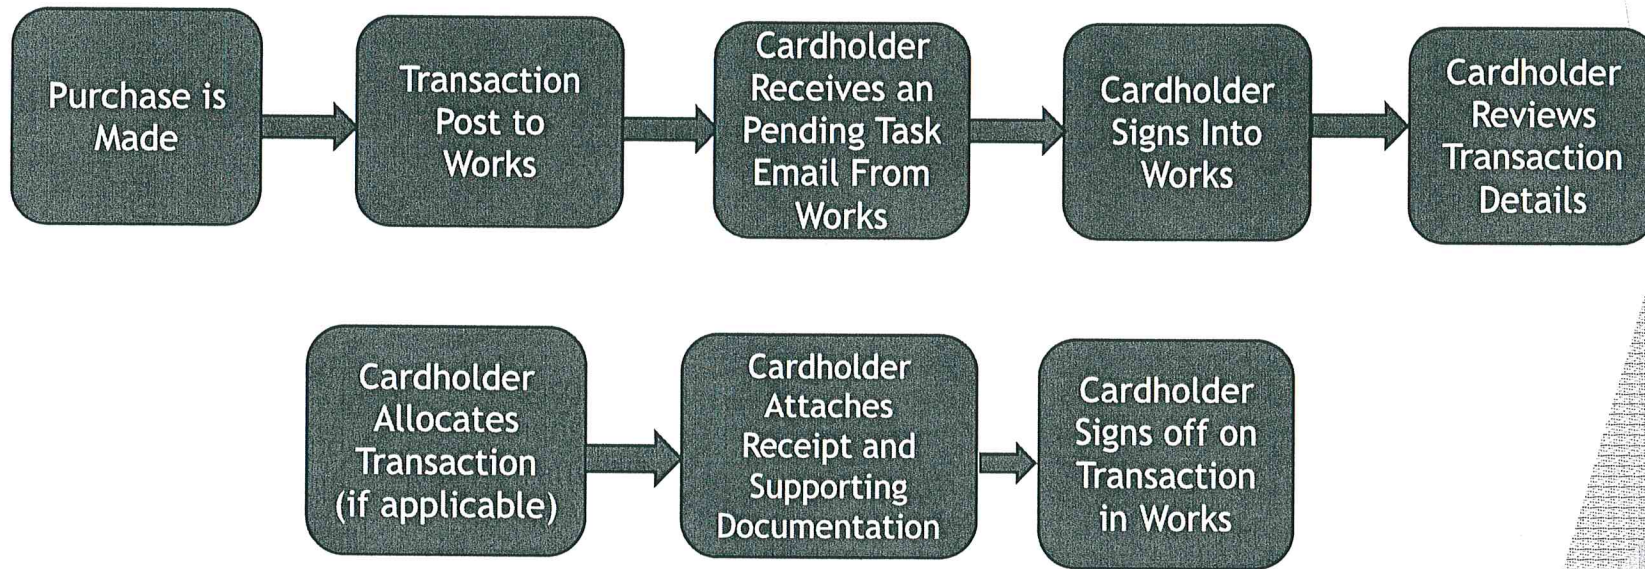 Purchase is
Made
Transaction
Post to
Works
Cardholder
Receives an
Pending Task
Email From
Works
Cardholder
Signs Into
Works
Cardholder
Reviews
Transaction
Details
Cardholder
Allocates
Transaction
(if applicable)
Cardholder
Attaches
Receipt and
Supporting
Documentation
Cardholder
Signs off on
Transaction
in Works